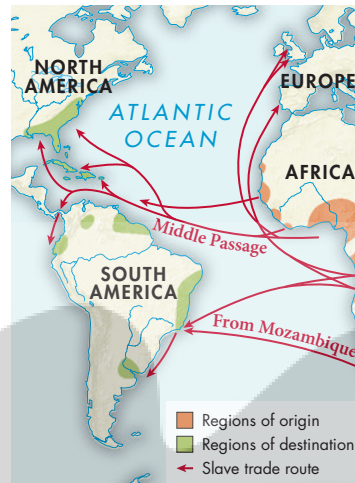 NORTH
AMERICA
EUROPE
ATLANTIC
OCEAN
AFRICA
Middle Passage
SOUTH
AMERICA
From Mozambique
Regions of origin
Regions of destination
Slave trade route